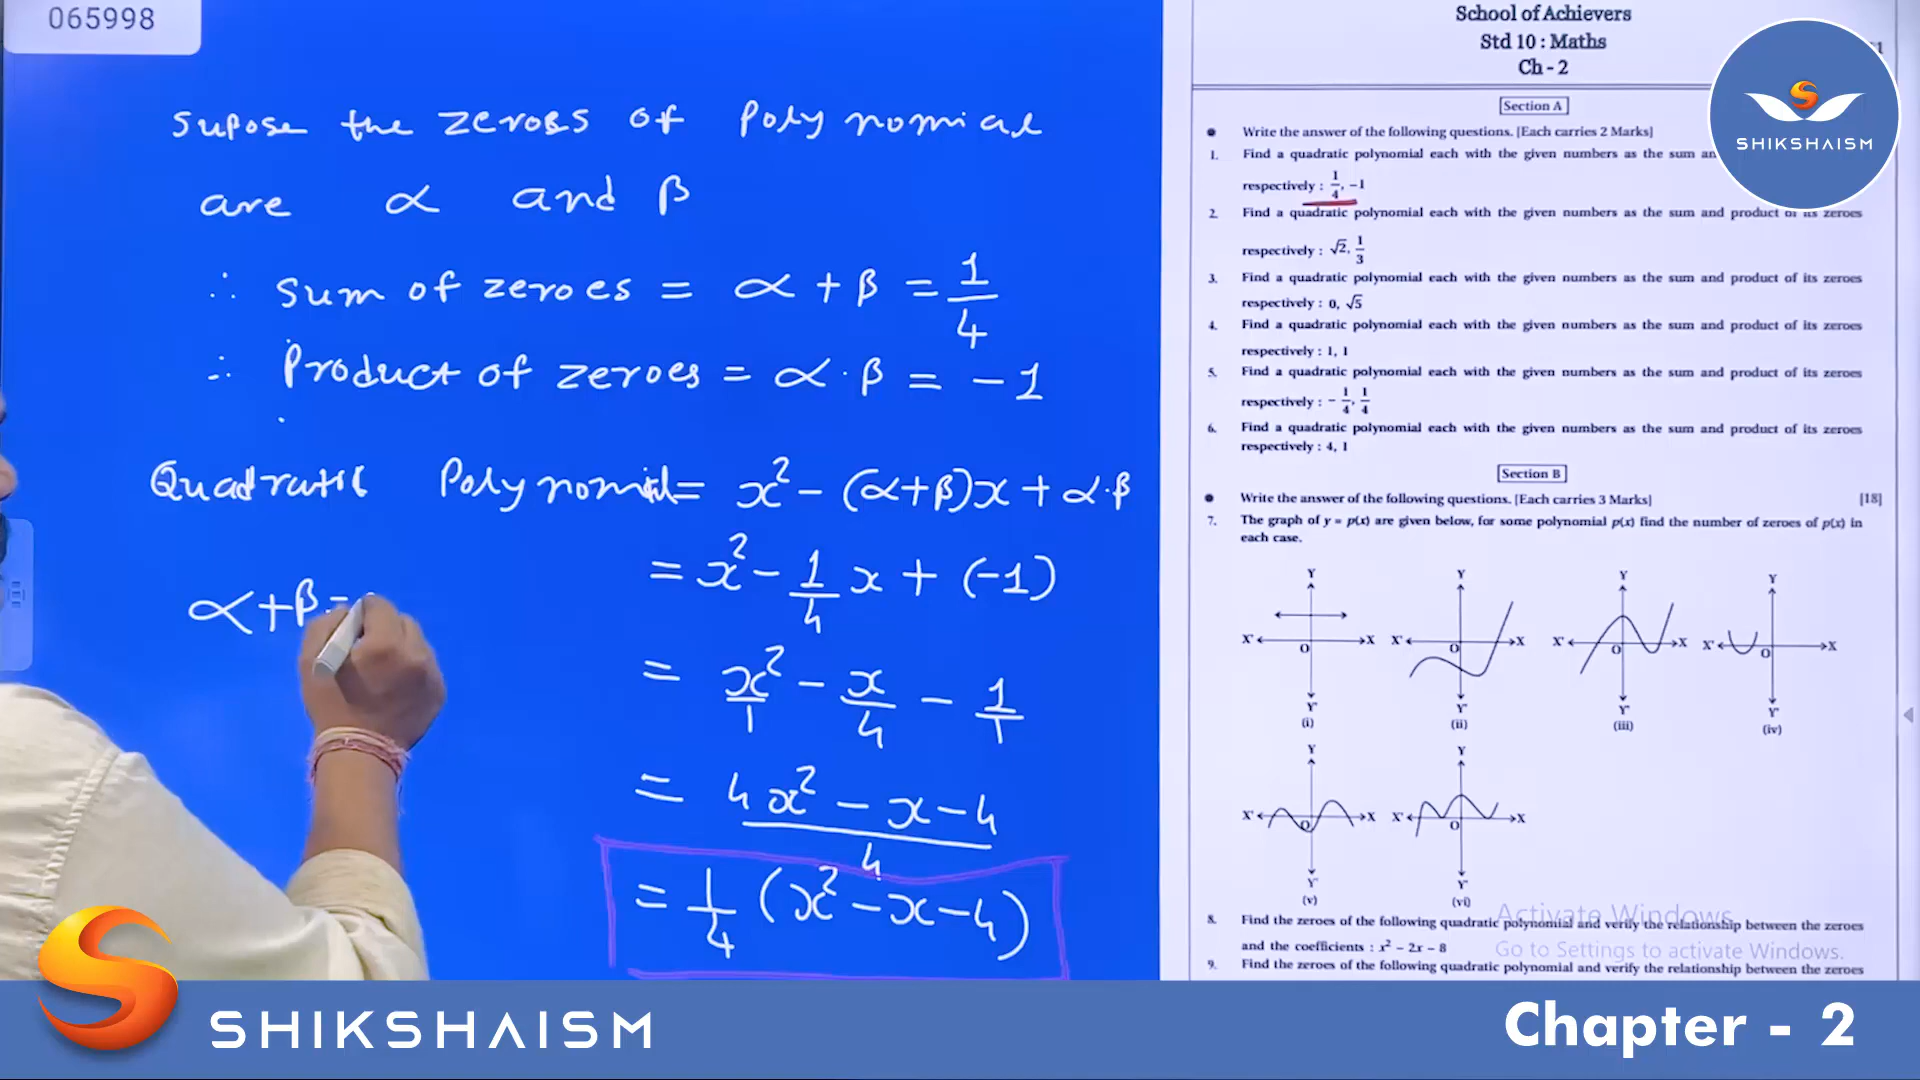 065998
Supose the zeroes of Polynomial
are α and β
∴ Sum of zeroes = α + β = 1/4
∴ Product of zeroes = α · β = -1
Quadratic Polynomial = x² - (α+β)x + α·β
= x² - 1/4 x + (-1)
α+β=
= x²/1 - x/4 - 1/1
= 4x² - x - 4 / 4
= 1/4 (x² - x - 4)
School of Achievers
Std 10 : Maths
Ch - 2
Section A
● Write the answer of the following questions. [Each carries 2 Marks]
1. Find a quadratic polynomial each with the given numbers as the sum an
respectively : 1/4, -1
2. Find a quadratic polynomial each with the given numbers as the sum and product of its zeroes
respectively : √2, 1/3
3. Find a quadratic polynomial each with the given numbers as the sum and product of its zeroes
respectively : 0, √5
4. Find a quadratic polynomial each with the given numbers as the sum and product of its zeroes
respectively : 1, 1
5. Find a quadratic polynomial each with the given numbers as the sum and product of its zeroes
respectively : - 1/4, 1/4
6. Find a quadratic polynomial each with the given numbers as the sum and product of its zeroes
respectively : 4, 1
Section B
● Write the answer of the following questions. [Each carries 3 Marks] [18]
7. The graph of y = p(x) are given below, for some polynomial p(x) find the number of zeroes of p(x) in
each case.
Y Y Y Y
X' O X X' O X X' O X X' O X
Y' Y' Y' Y'
(i) (ii) (iii) (iv)
Y Y
X' O X X' O X
Y' Y'
(v) (vi)
8. Find the zeroes of the following quadratic polynomial and verify the relationship between the zeroes
and the coefficients : x² - 2x - 8
9. Find the zeroes of the following quadratic polynomial and verify the relationship between the zeroes
Activate Windows
Go to Settings to activate Windows.
SHIKSHAISM
SHIKSHAISM
Chapter - 2